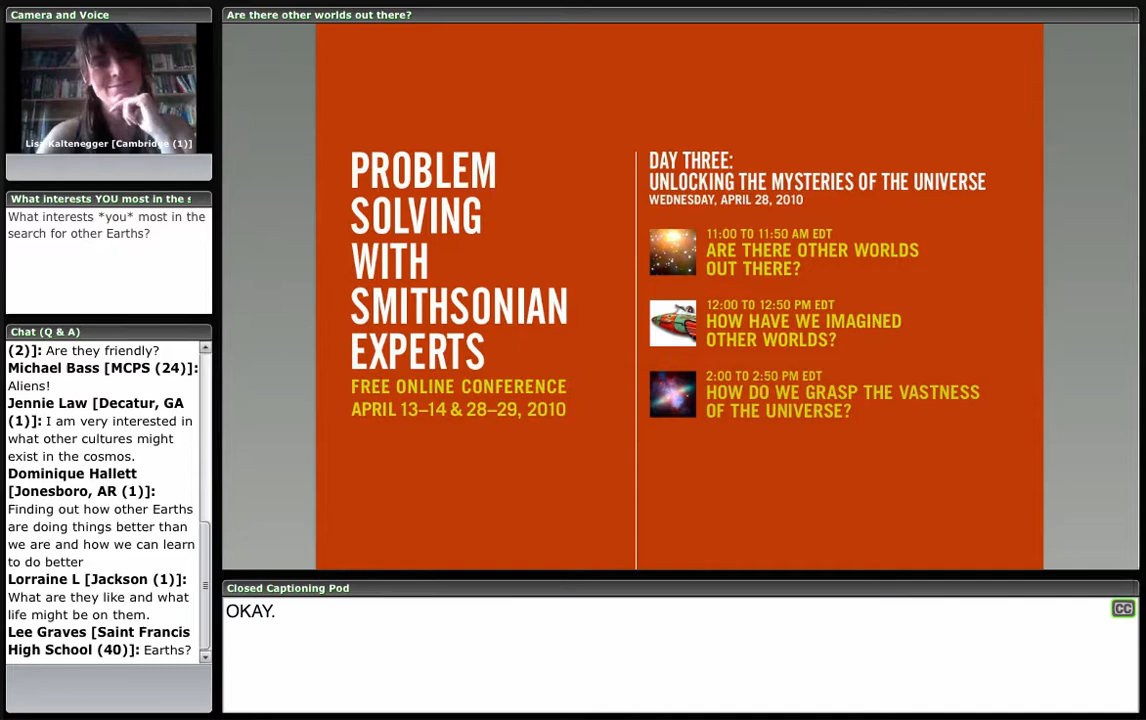 Camera and Voice
Lisa Kaltenegger [Cambridge (1)]
What interests YOU most in the s
What interests *you* most in the
search for other Earths?
Chat (Q & A)
(2)]: Are they friendly?
Michael Bass [MCPS (24)]:
Aliens!
Jennie Law [Decatur, GA
(1)]: I am very interested in
what other cultures might
exist in the cosmos.
Dominique Hallett
[Jonesboro, AR (1)]:
Finding out how other Earths
are doing things better than
we are and how we can learn
to do better
Lorraine L [Jackson (1)]:
What are they like and what
life might be on them.
Lee Graves [Saint Francis
High School (40)]: Earths?
Are there other worlds out there?
PROBLEM
SOLVING
WITH
SMITHSONIAN
EXPERTS
FREE ONLINE CONFERENCE
APRIL 13–14 & 28–29, 2010
DAY THREE:
UNLOCKING THE MYSTERIES OF THE UNIVERSE
WEDNESDAY, APRIL 28, 2010
11:00 TO 11:50 AM EDT
ARE THERE OTHER WORLDS
OUT THERE?
12:00 TO 12:50 PM EDT
HOW HAVE WE IMAGINED
OTHER WORLDS?
2:00 TO 2:50 PM EDT
HOW DO WE GRASP THE VASTNESS
OF THE UNIVERSE?
Closed Captioning Pod
OKAY.
CC